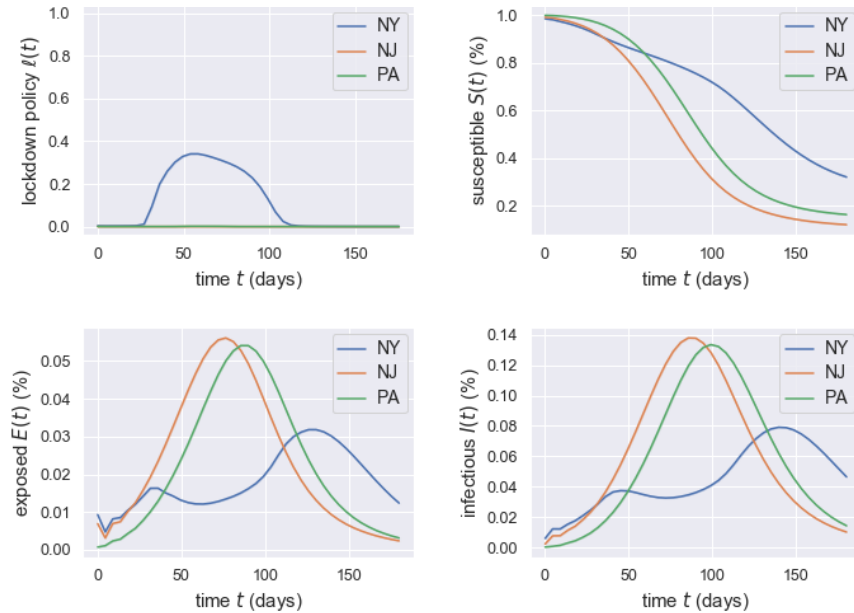 lockdown policy ℓ(t)
1.0
0.8
0.6
0.4
0.2
0.0
NY
NJ
PA
0
50
100
150
time t (days)
susceptible S(t) (%)
1.0
0.8
0.6
0.4
0.2
NY
NJ
PA
0
50
100
150
time t (days)
exposed E(t) (%)
0.05
0.04
0.03
0.02
0.01
0.00
NY
NJ
PA
0
50
100
150
time t (days)
infectious I(t) (%)
0.14
0.12
0.10
0.08
0.06
0.04
0.02
0.00
NY
NJ
PA
0
50
100
150
time t (days)